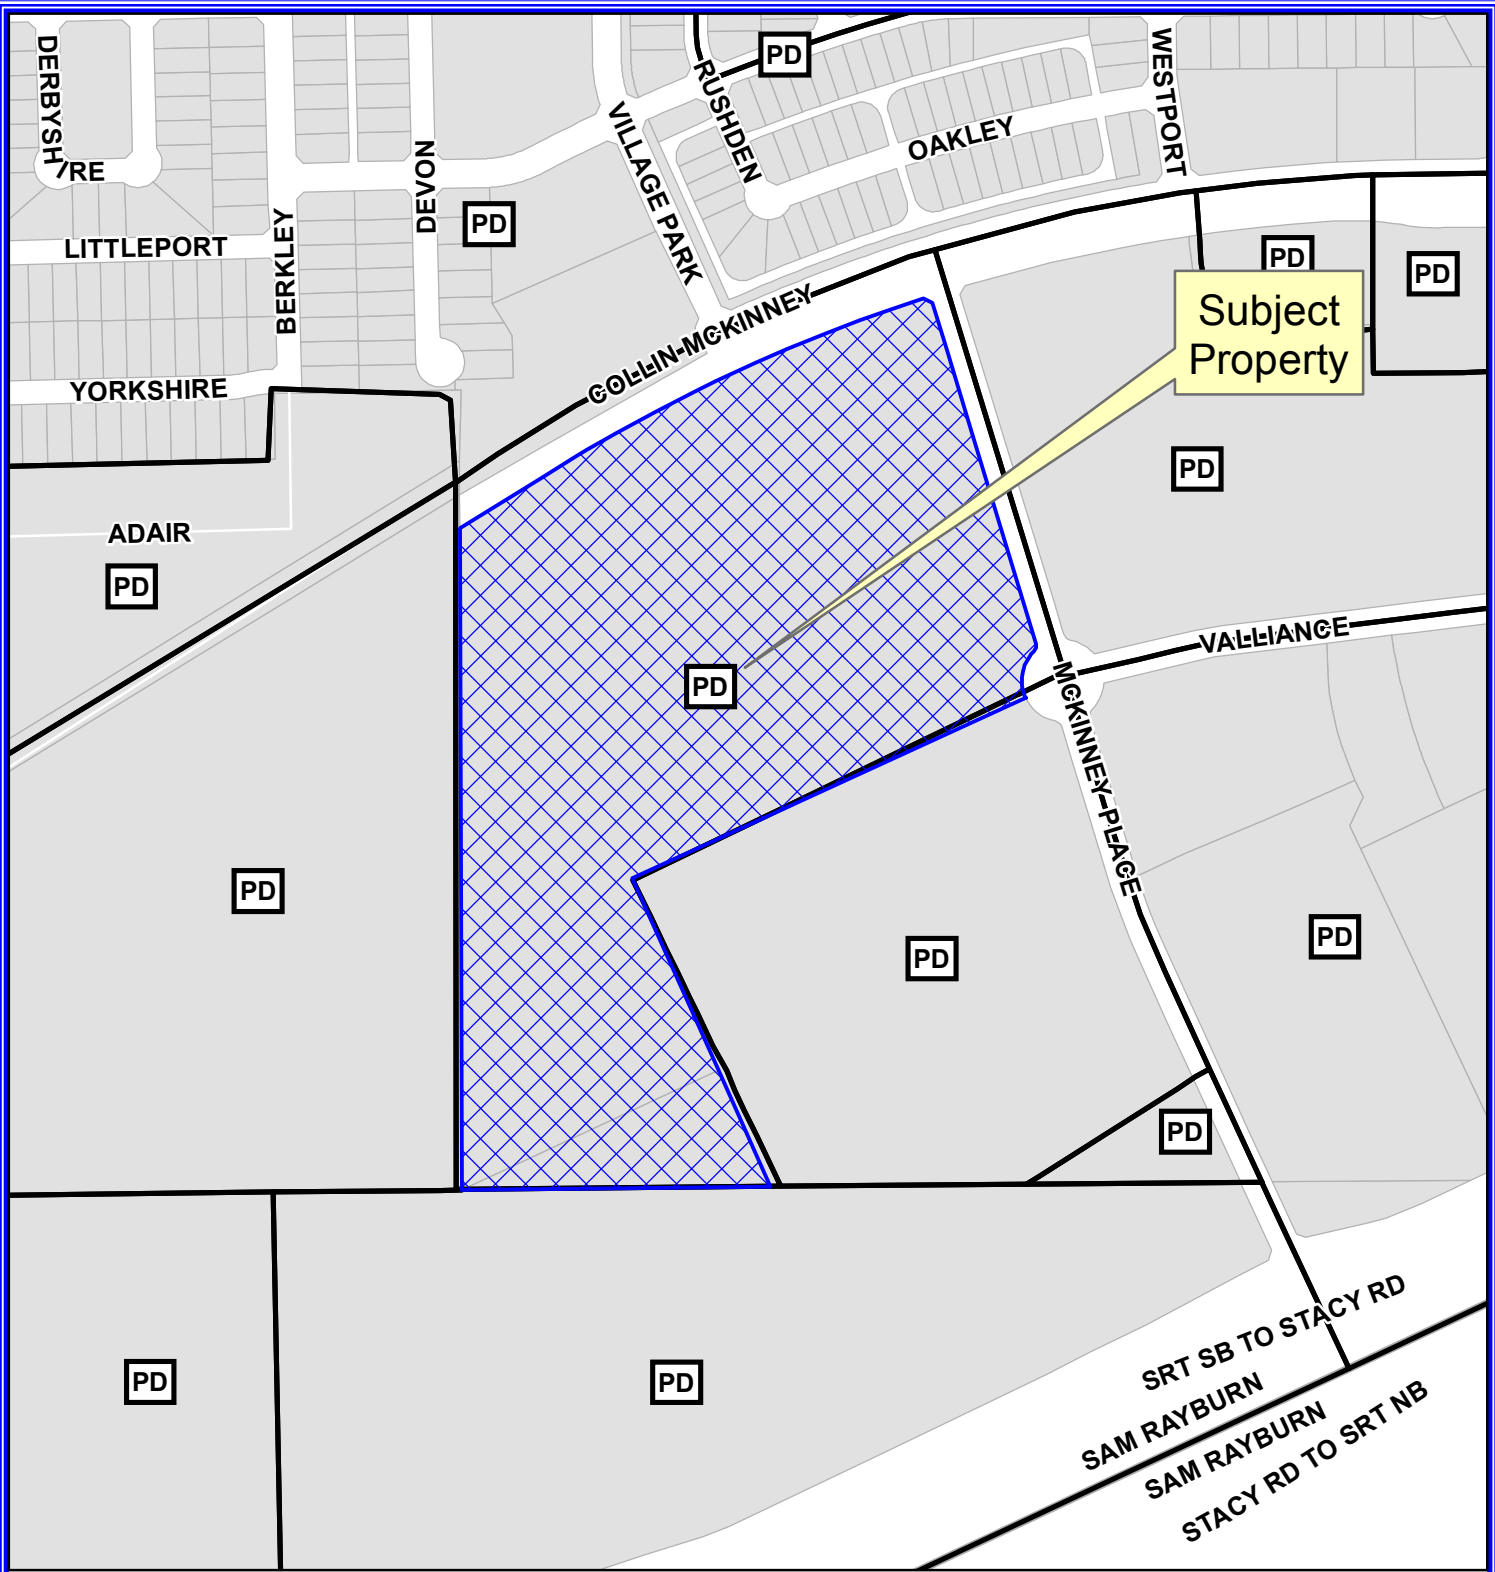 DERBYSHIRE
PD
RUSHDEN
WESTPORT
VILLAGE PARK
OAKLEY
DEVON
PD
LITTLEPORT
BERKLEY
PD
PD
Subject
Property
COLLIN-MCKINNEY
YORKSHIRE
PD
ADAIR
PD
VALLIANCE
PD
MCKINNEY-PLACE
PD
PD
PD
PD
SRT SB TO STACY RD
SAM RAYBURN
SAM RAYBURN
STACY RD TO SRT NB
PD
PD